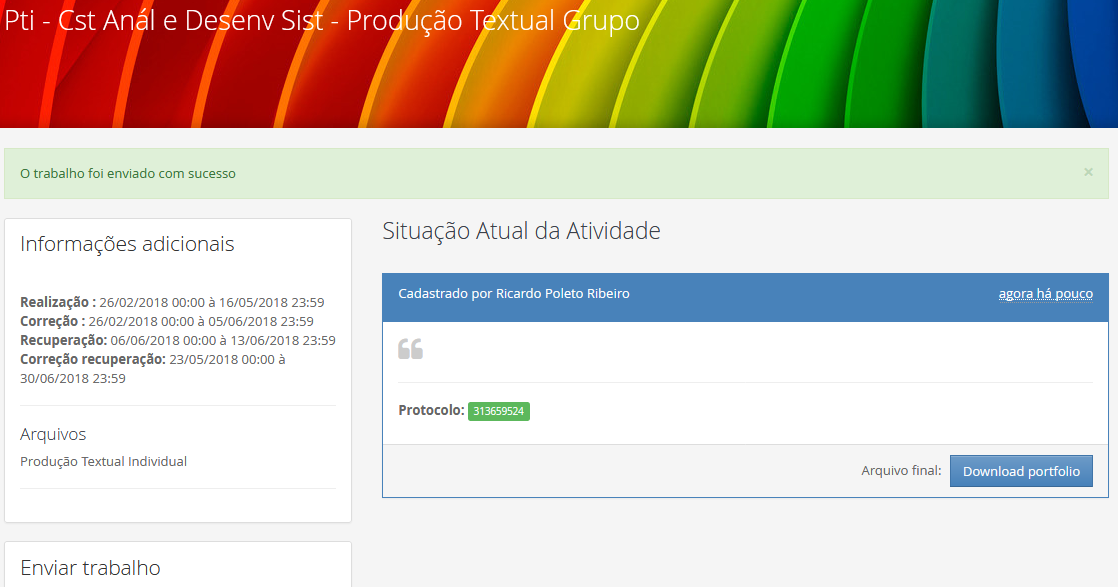 Pti - Cst Anál e Desenv Sist - Produção Textual Grupo
O trabalho foi enviado com sucesso
×
Informações adicionais
Realização : 26/02/2018 00:00 à 16/05/2018 23:59
Correção : 26/02/2018 00:00 à 05/06/2018 23:59
Recuperação: 06/06/2018 00:00 à 13/06/2018 23:59
Correção recuperação: 23/05/2018 00:00 à
30/06/2018 23:59
Arquivos
Produção Textual Individual
Enviar trabalho
Situação Atual da Atividade
Cadastrado por Ricardo Poleto Ribeiro
agora há pouco
“
Protocolo: 313659524
Arquivo final: Download portfolio